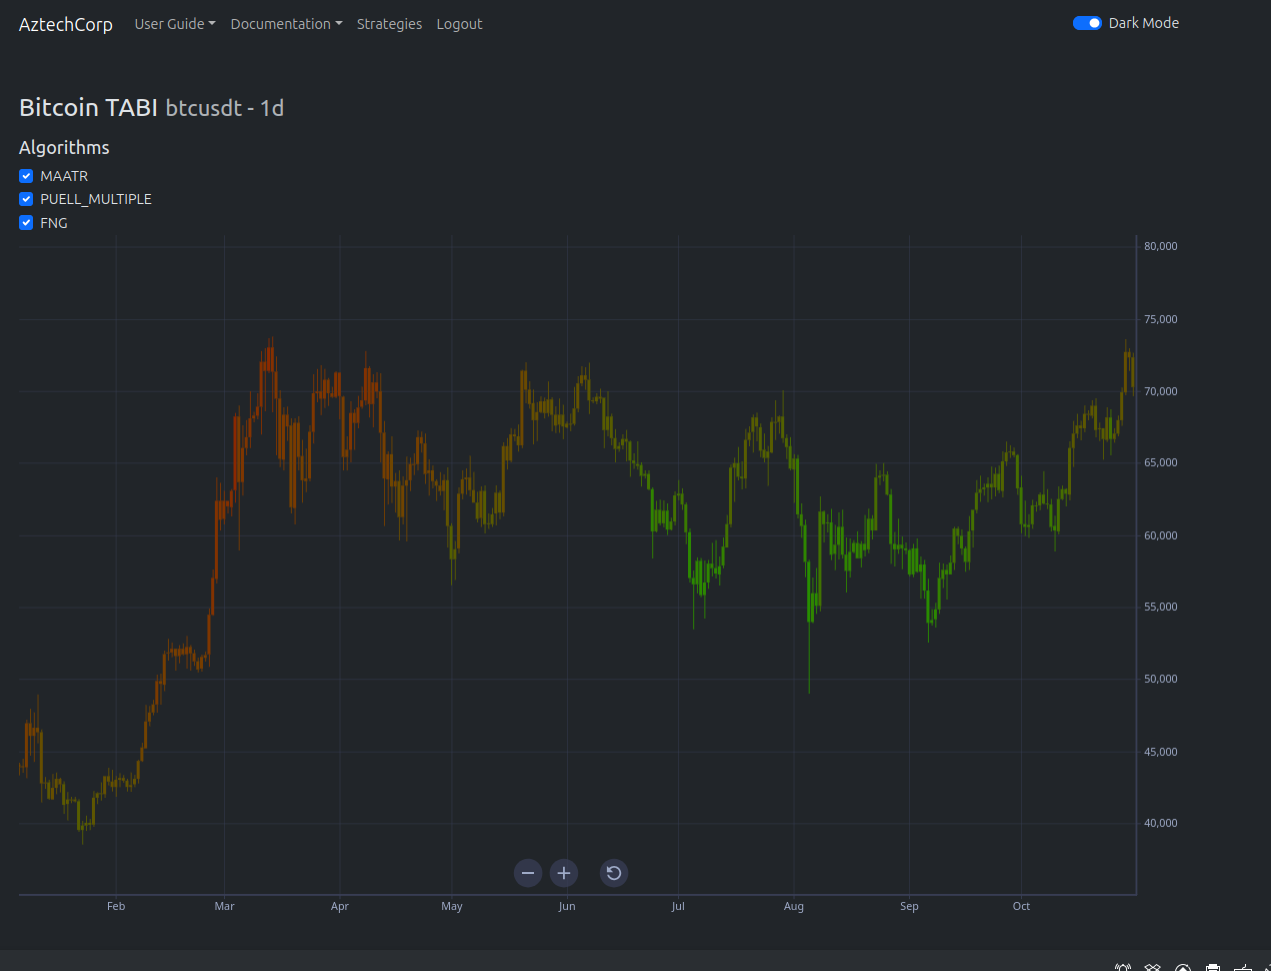 AztechCorp User Guide Documentation Strategies Logout Dark Mode
Bitcoin TABI btcusdt - 1d
Algorithms
MAATR
PUELL_MULTIPLE
FNG
80,000
75,000
70,000
65,000
60,000
55,000
50,000
45,000
40,000
Feb Mar Apr May Jun Jul Aug Sep Oct